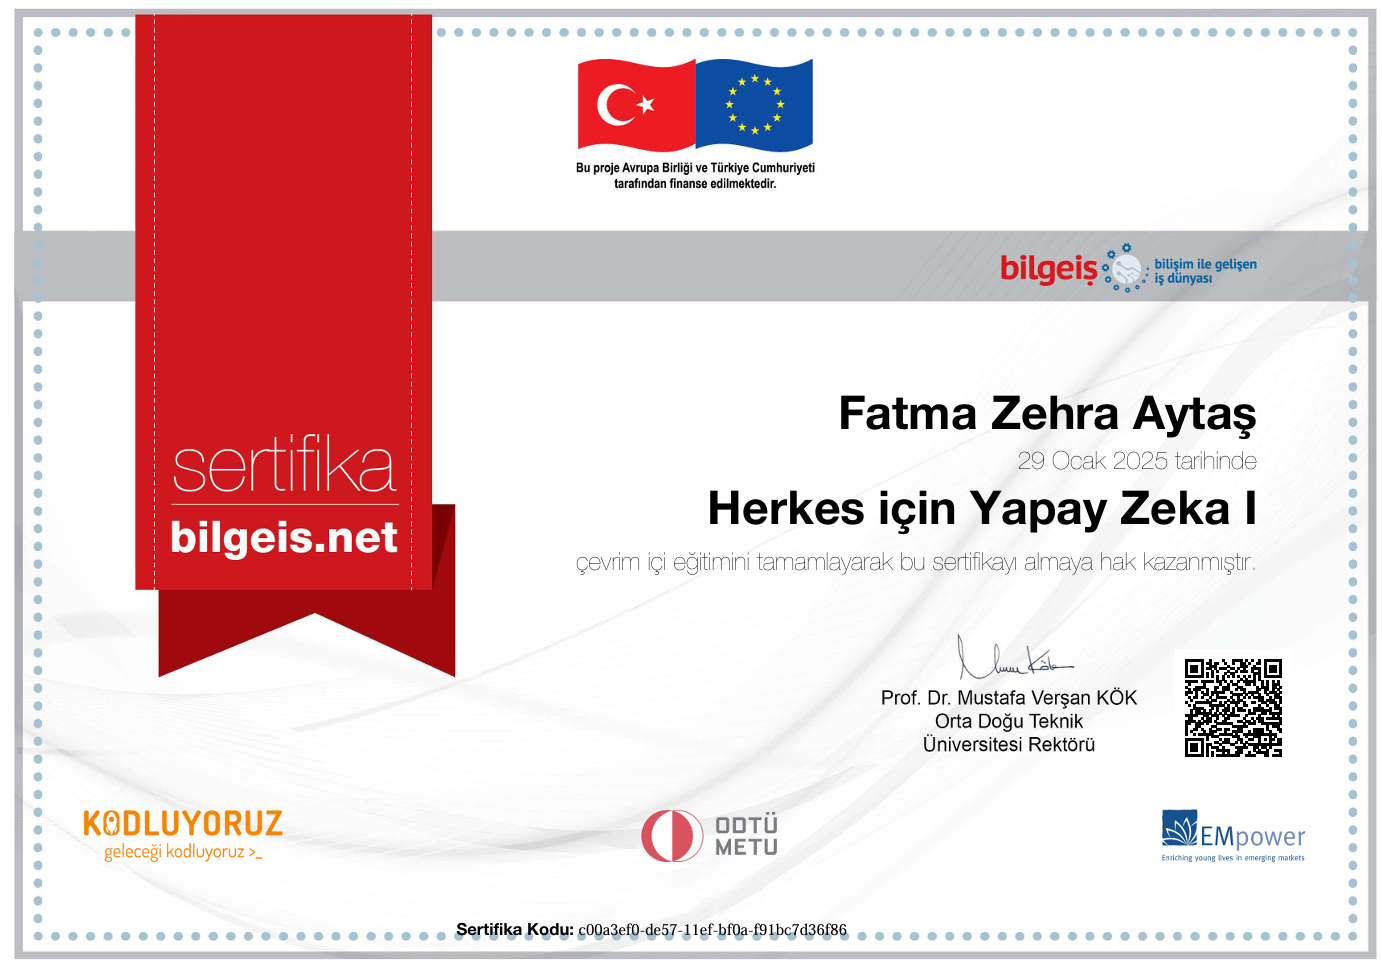 Bu proje Avrupa Birliği ve Türkiye Cumhuriyeti
tarafından finanse edilmektedir.
bilgeiş
bilişim ile gelişen
iş dünyası
sertifika
bilgeis.net
Fatma Zehra Aytaş
29 Ocak 2025 tarihinde
Herkes için Yapay Zeka I
çevrim içi eğitimini tamamlayarak bu sertifikayı almaya hak kazanmıştır.
Prof. Dr. Mustafa Verşan KÖK
Orta Doğu Teknik
Üniversitesi Rektörü
KODLUYORUZ
geleceği kodluyoruz >_
ODTÜ
METU
EMpower
Enriching young lives in emerging markets
Sertifika Kodu: c00a3ef0-de57-11ef-bf0a-f91bc7d36f86